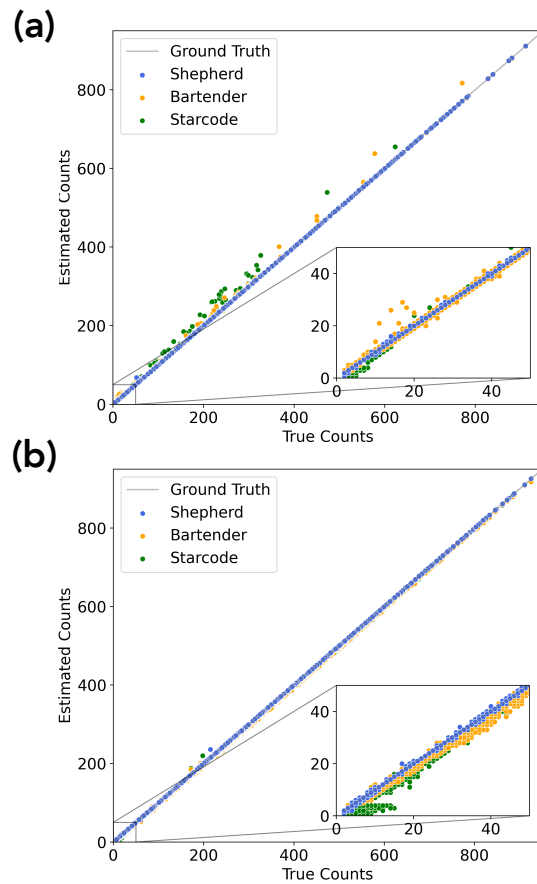 (a)
Ground Truth
Shepherd
Bartender
Starcode
Estimated Counts
800
600
400
200
0
40
20
0
0 20 40
0 200 400 600 800
True Counts
(b)
Ground Truth
Shepherd
Bartender
Starcode
Estimated Counts
800
600
400
200
0
40
20
0
0 20 40
0 200 400 600 800
True Counts